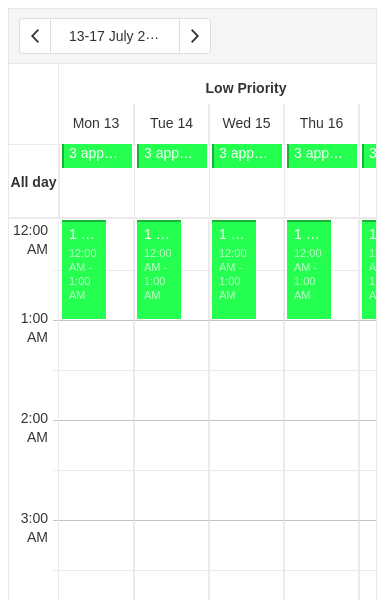 13-17 July 2···
Low Priority
Mon 13 Tue 14 Wed 15 Thu 16
All day
3 app… 3 app… 3 app… 3 app… 3
12:00 AM
1 … 1 … 1 … 1 … 1
12:00 12:00 12:00 12:00
AM - AM - AM - AM -
1:00 1:00 1:00 1:00
AM AM AM AM
1:00 AM
2:00 AM
3:00 AM